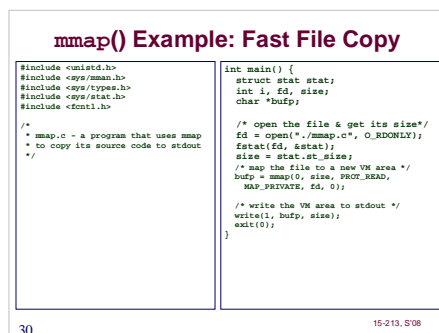 mmap() Example: Fast File Copy
#include <unistd.h>
#include <sys/mman.h>
#include <sys/types.h>
#include <sys/stat.h>
#include <fcntl.h>
/*
* mmap.c - a program that uses mmap
* to copy its source code to stdout
*/
int main() {
struct stat stat;
int i, fd, size;
char *bufp;
/* open the file & get its size*/
fd = open("./mmap.c", O_RDONLY);
fstat(fd, &stat);
size = stat.st_size;
/* map the file to a new VM area */
bufp = mmap(0, size, PROT_READ,
MAP_PRIVATE, fd, 0);
/* write the VM area to stdout */
write(1, bufp, size);
exit(0);
}
30
15-213, S'08